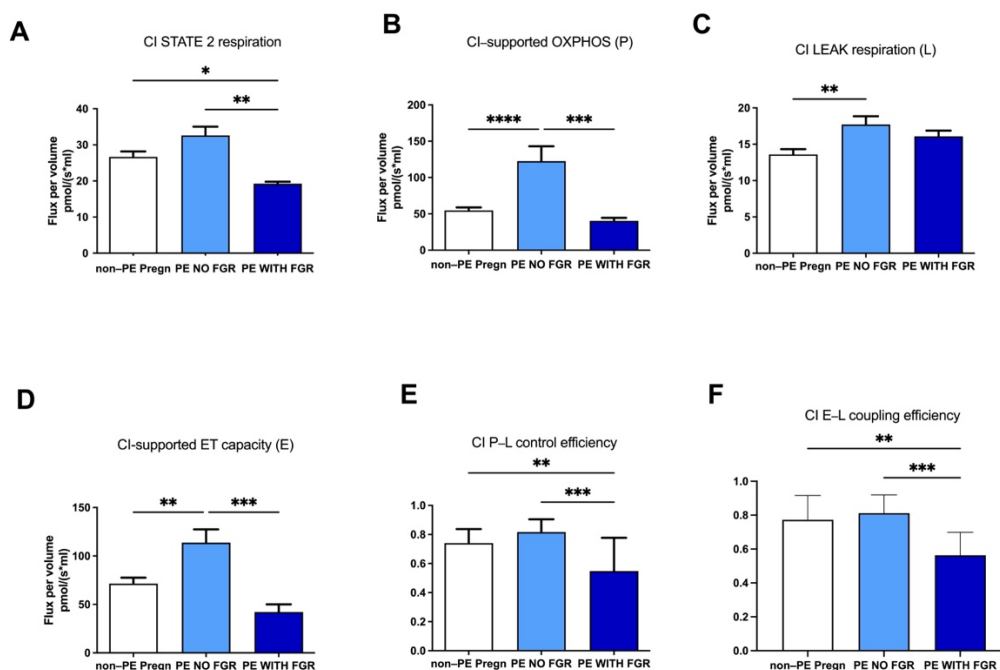 A
CI STATE 2 respiration
*
**
40
30
20
10
0
Flux per volume
pmol/(s*ml)
non–PE Pregn PE NO FGR PE WITH FGR
B
CI–supported OXPHOS (P)
**** ***
200
150
100
50
0
Flux per volume
pmol/(s*ml)
non–PE Pregn PE NO FGR PE WITH FGR
C
CI LEAK respiration (L)
**
20
15
10
5
0
Flux per volume
pmol/(s*ml)
non–PE Pregn PE NO FGR PE WITH FGR
D
CI-supported ET capacity (E)
** ***
150
100
50
0
Flux per volume
pmol/(s*ml)
non–PE Pregn PE NO FGR PE WITH FGR
E
CI P–L control efficiency
**
***
0.8
0.6
0.4
0.2
0.0
non–PE Pregn PE NO FGR PE WITH FGR
F
CI E–L coupling efficiency
**
***
1.0
0.8
0.6
0.4
0.2
0.0
non–PE Pregn PE NO FGR PE WITH FGR